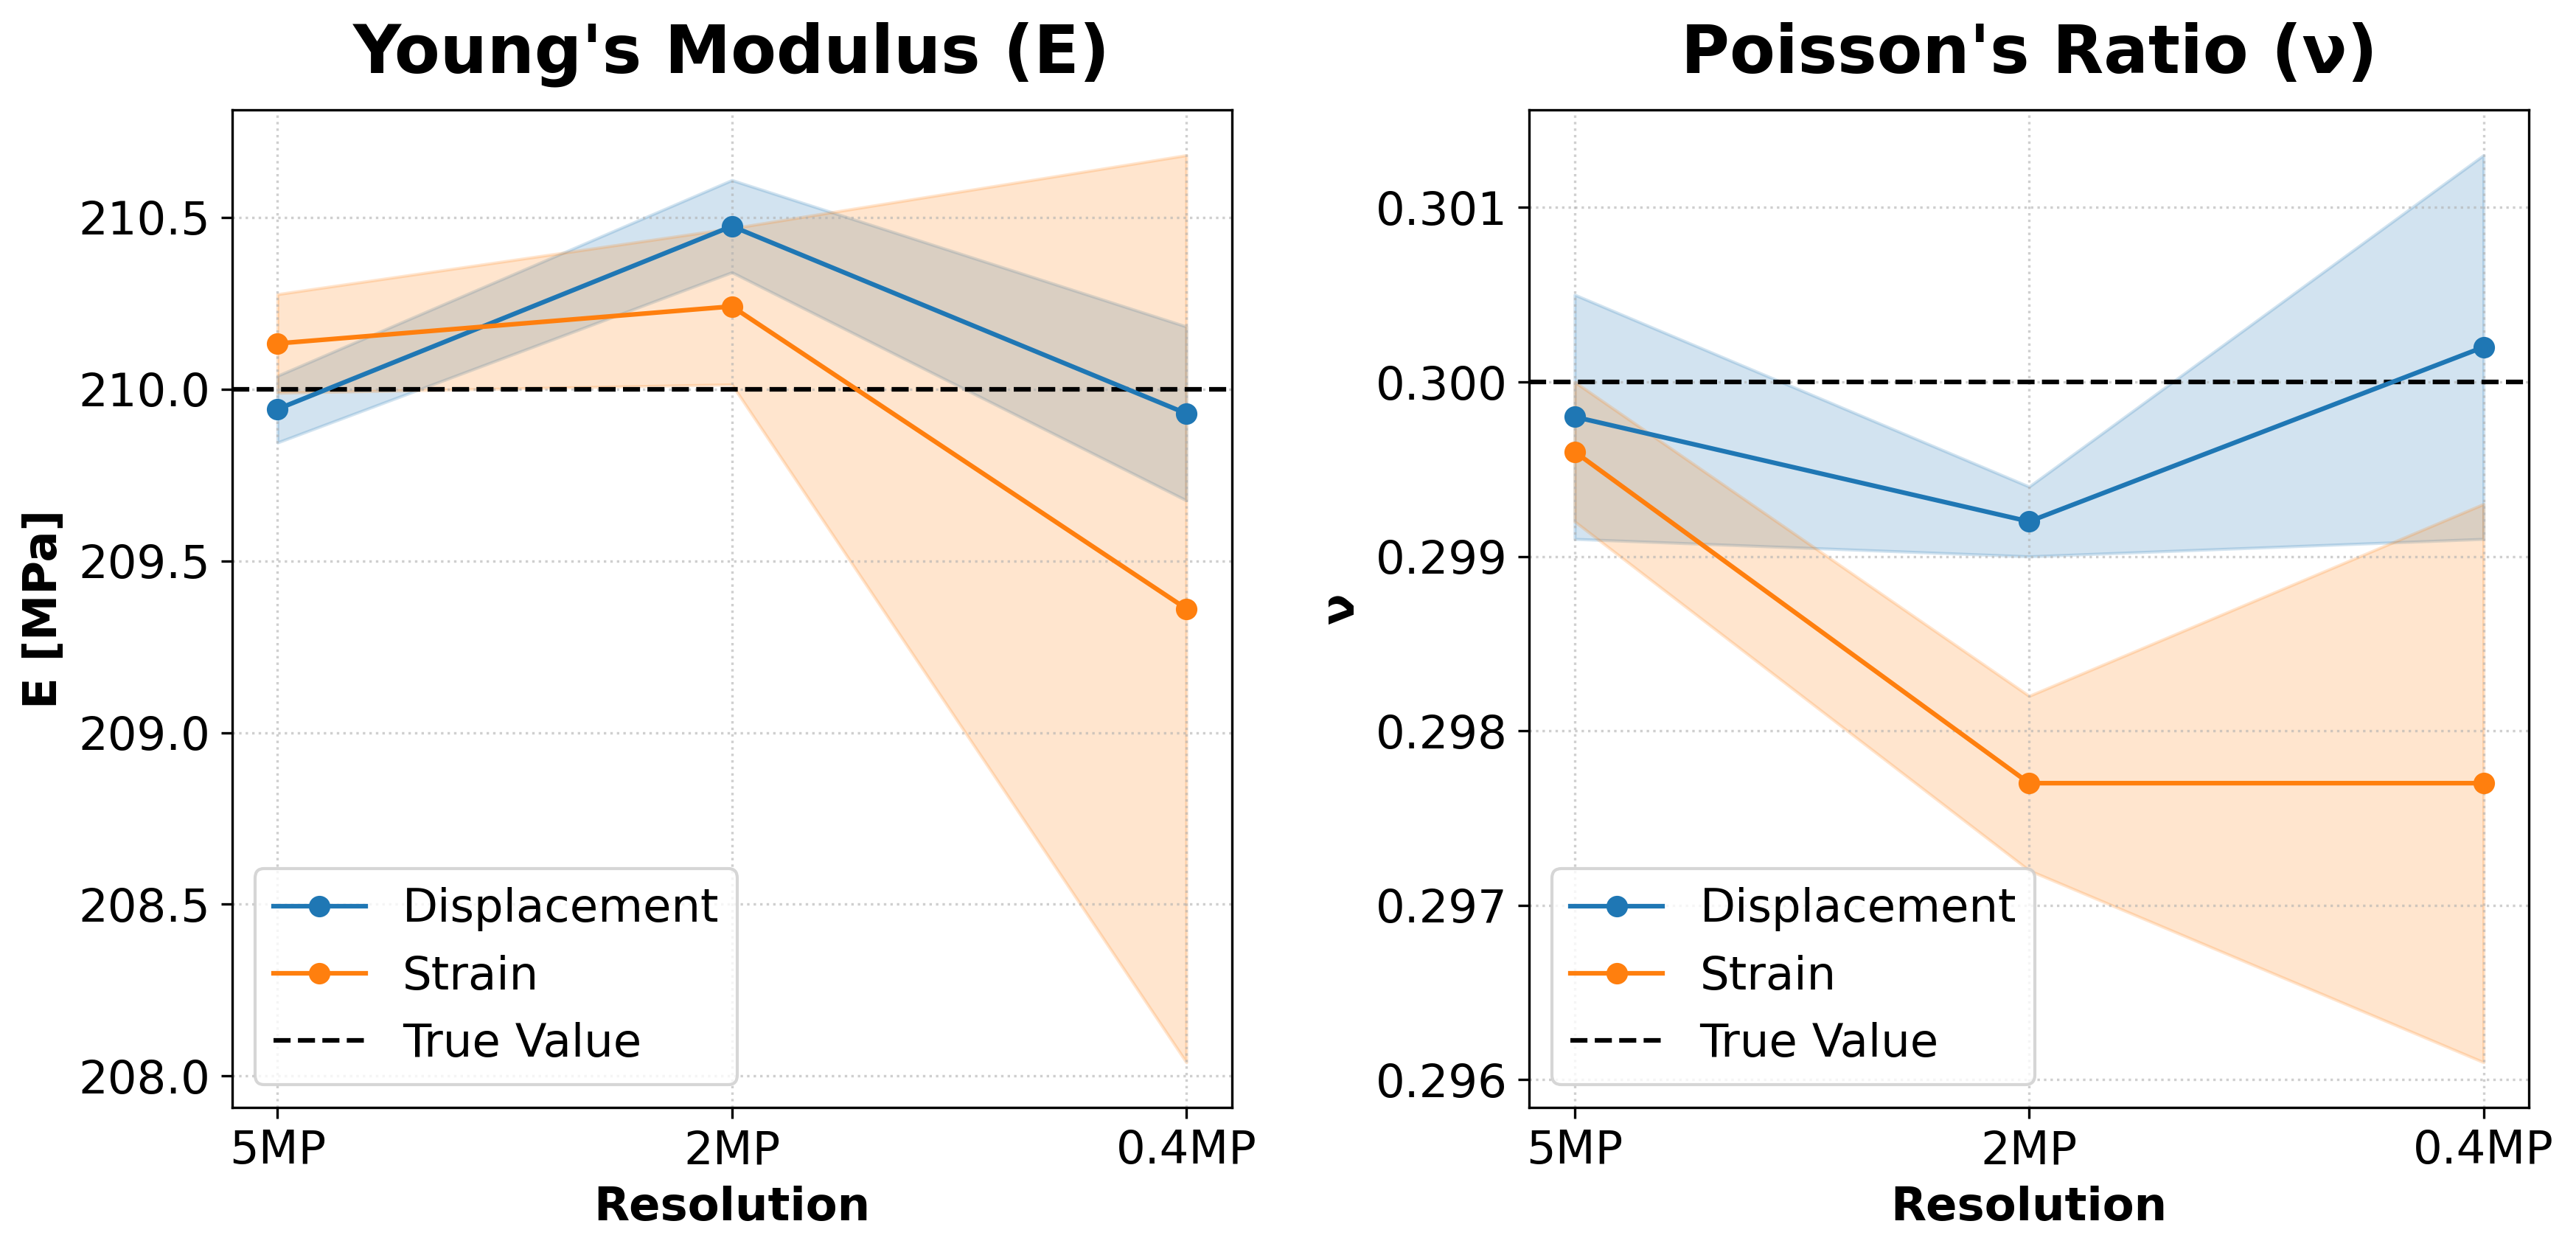 Young's Modulus (E)
E [MPa]
210.5
210.0
209.5
209.0
208.5
208.0
Displacement
Strain
True Value
5MP 2MP 0.4MP
Resolution
Poisson's Ratio (ν)
ν
0.301
0.300
0.299
0.298
0.297
0.296
Displacement
Strain
True Value
5MP 2MP 0.4MP
Resolution